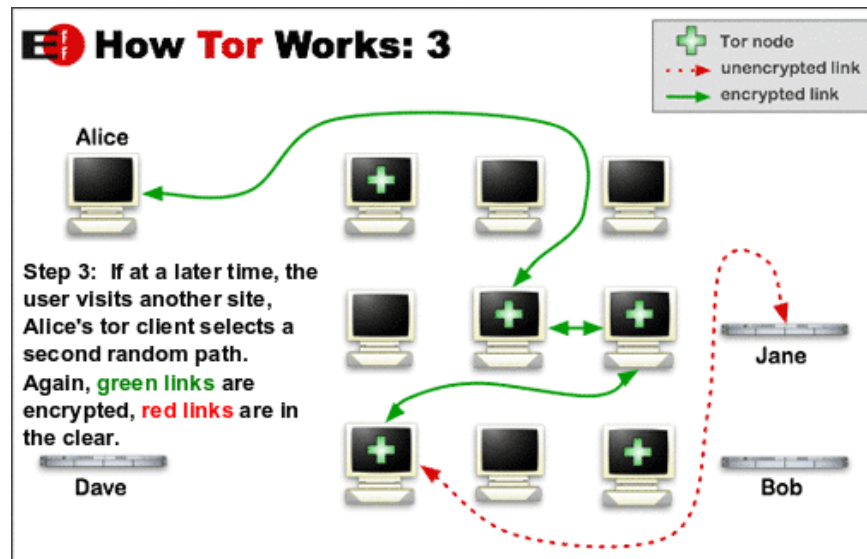 EFF How Tor Works: 3
Tor node
unencrypted link
encrypted link
Alice
Step 3: If at a later time, the
user visits another site,
Alice's tor client selects a
second random path.
Again, green links are
encrypted, red links are in
the clear.
Jane
Dave
Bob